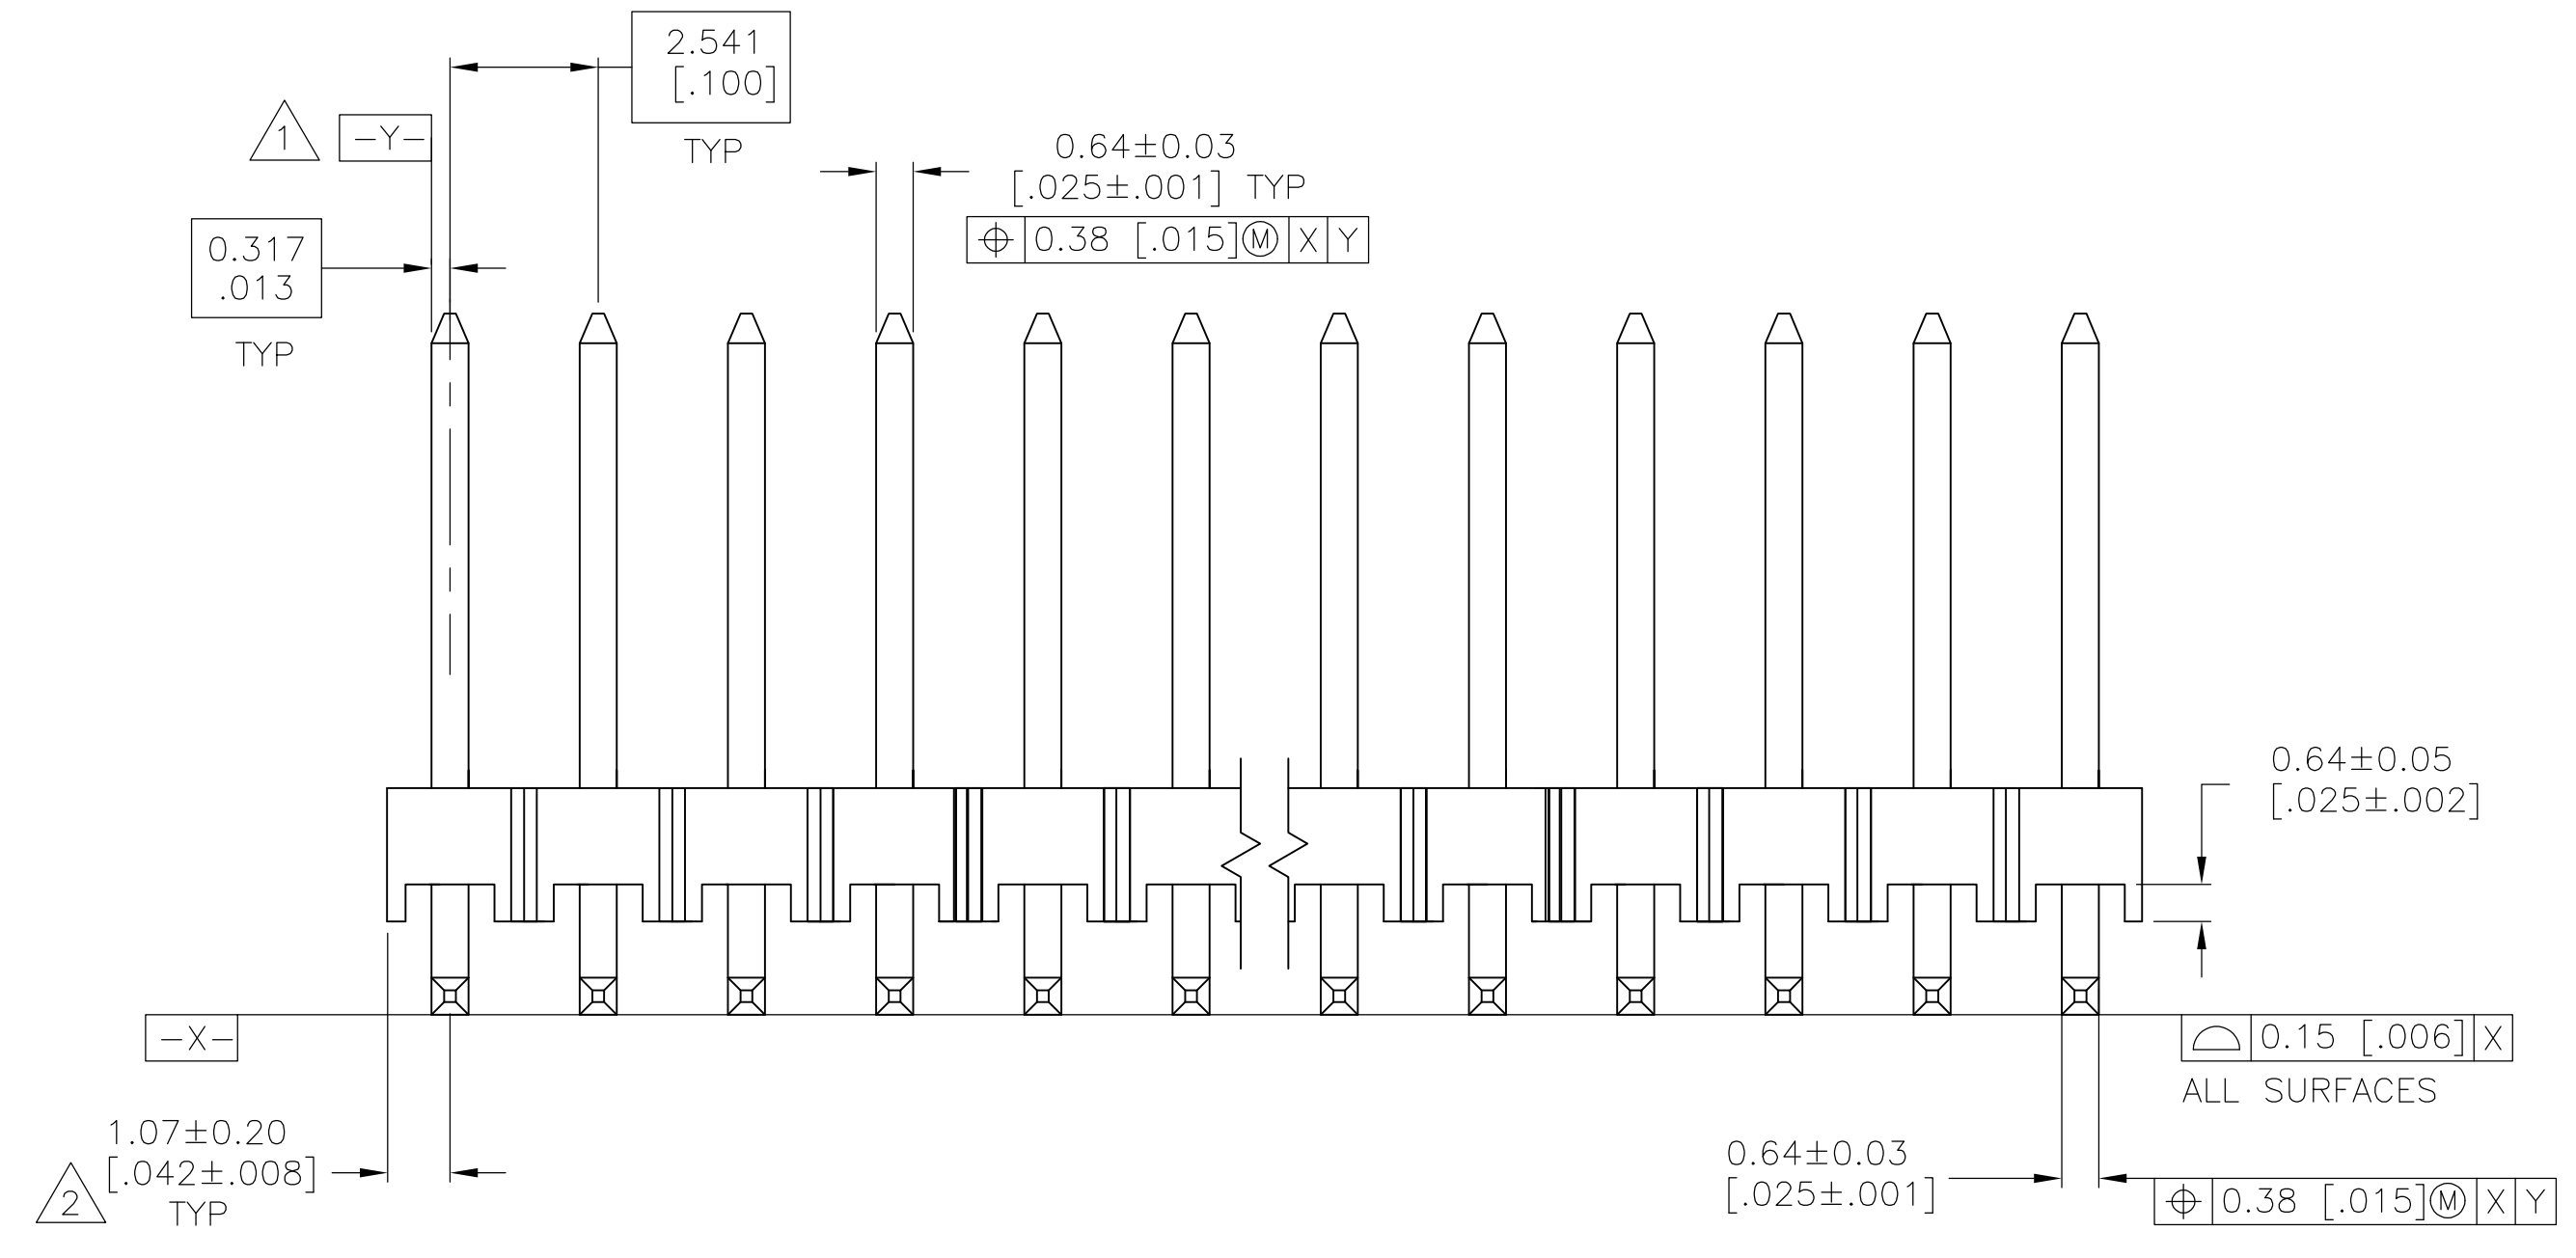 2.541
[.100]
TYP
1
-Y-
0.317
.013
TYP
0.64±0.03
[.025±.001] TYP
⌖ 0.38 [.015]Ⓜ X Y
0.64±0.05
[.025±.002]
-X-
⌓ 0.15 [.006] X
ALL SURFACES
1.07±0.20
[.042±.008]
TYP
2
0.64±0.03
[.025±.001]
⌖ 0.38 [.015]Ⓜ X Y